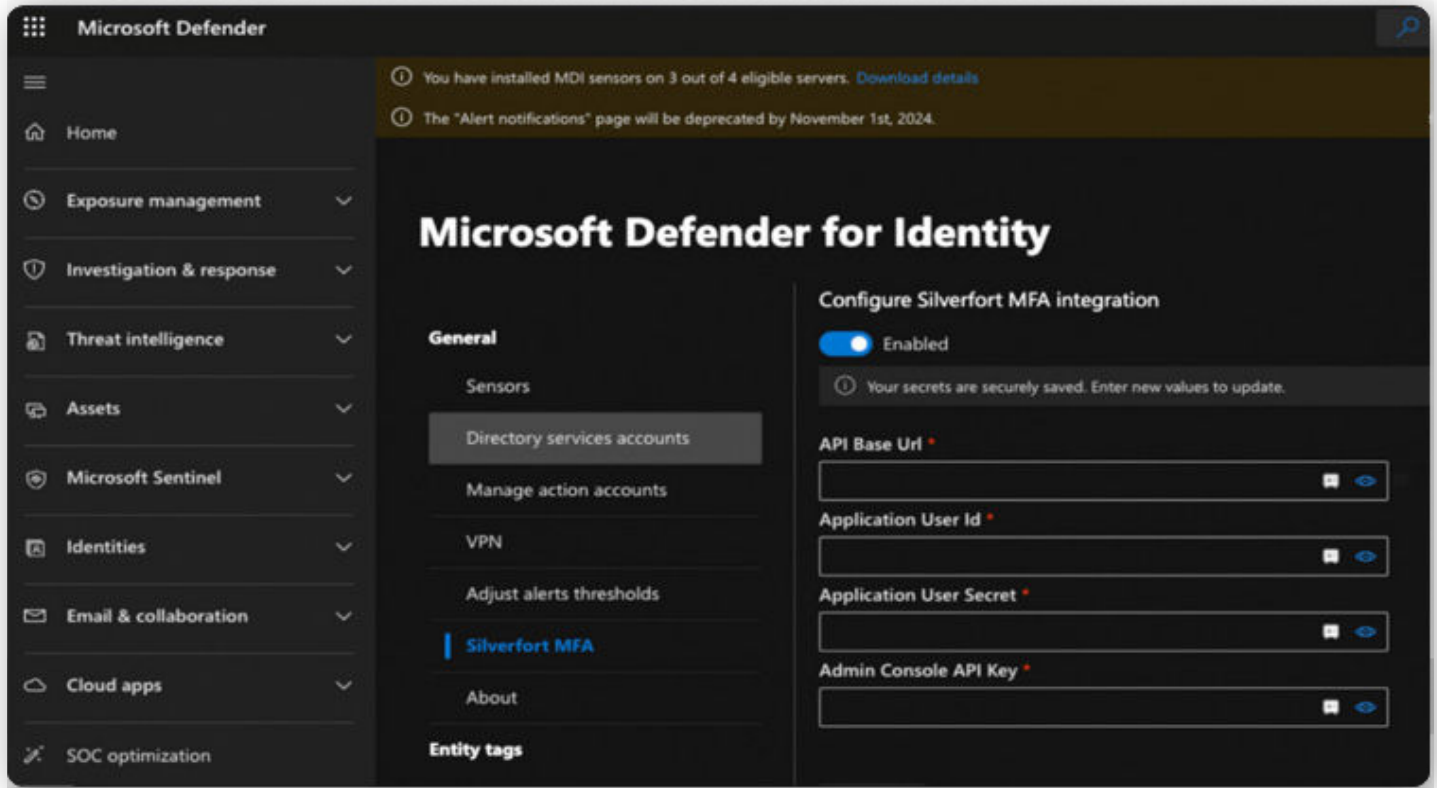 Microsoft Defender
You have installed MDI sensors on 3 out of 4 eligible servers. Download details
The "Alert notifications" page will be deprecated by November 1st, 2024.
Home
Exposure management
Investigation & response
Threat intelligence
Assets
Microsoft Sentinel
Identities
Email & collaboration
Cloud apps
SOC optimization
Microsoft Defender for Identity
General
Sensors
Directory services accounts
Manage action accounts
VPN
Adjust alerts thresholds
Silverfort MFA
About
Entity tags
Configure Silverfort MFA integration
Enabled
Your secrets are securely saved. Enter new values to update.
API Base Url *
Application User Id *
Application User Secret *
Admin Console API Key *